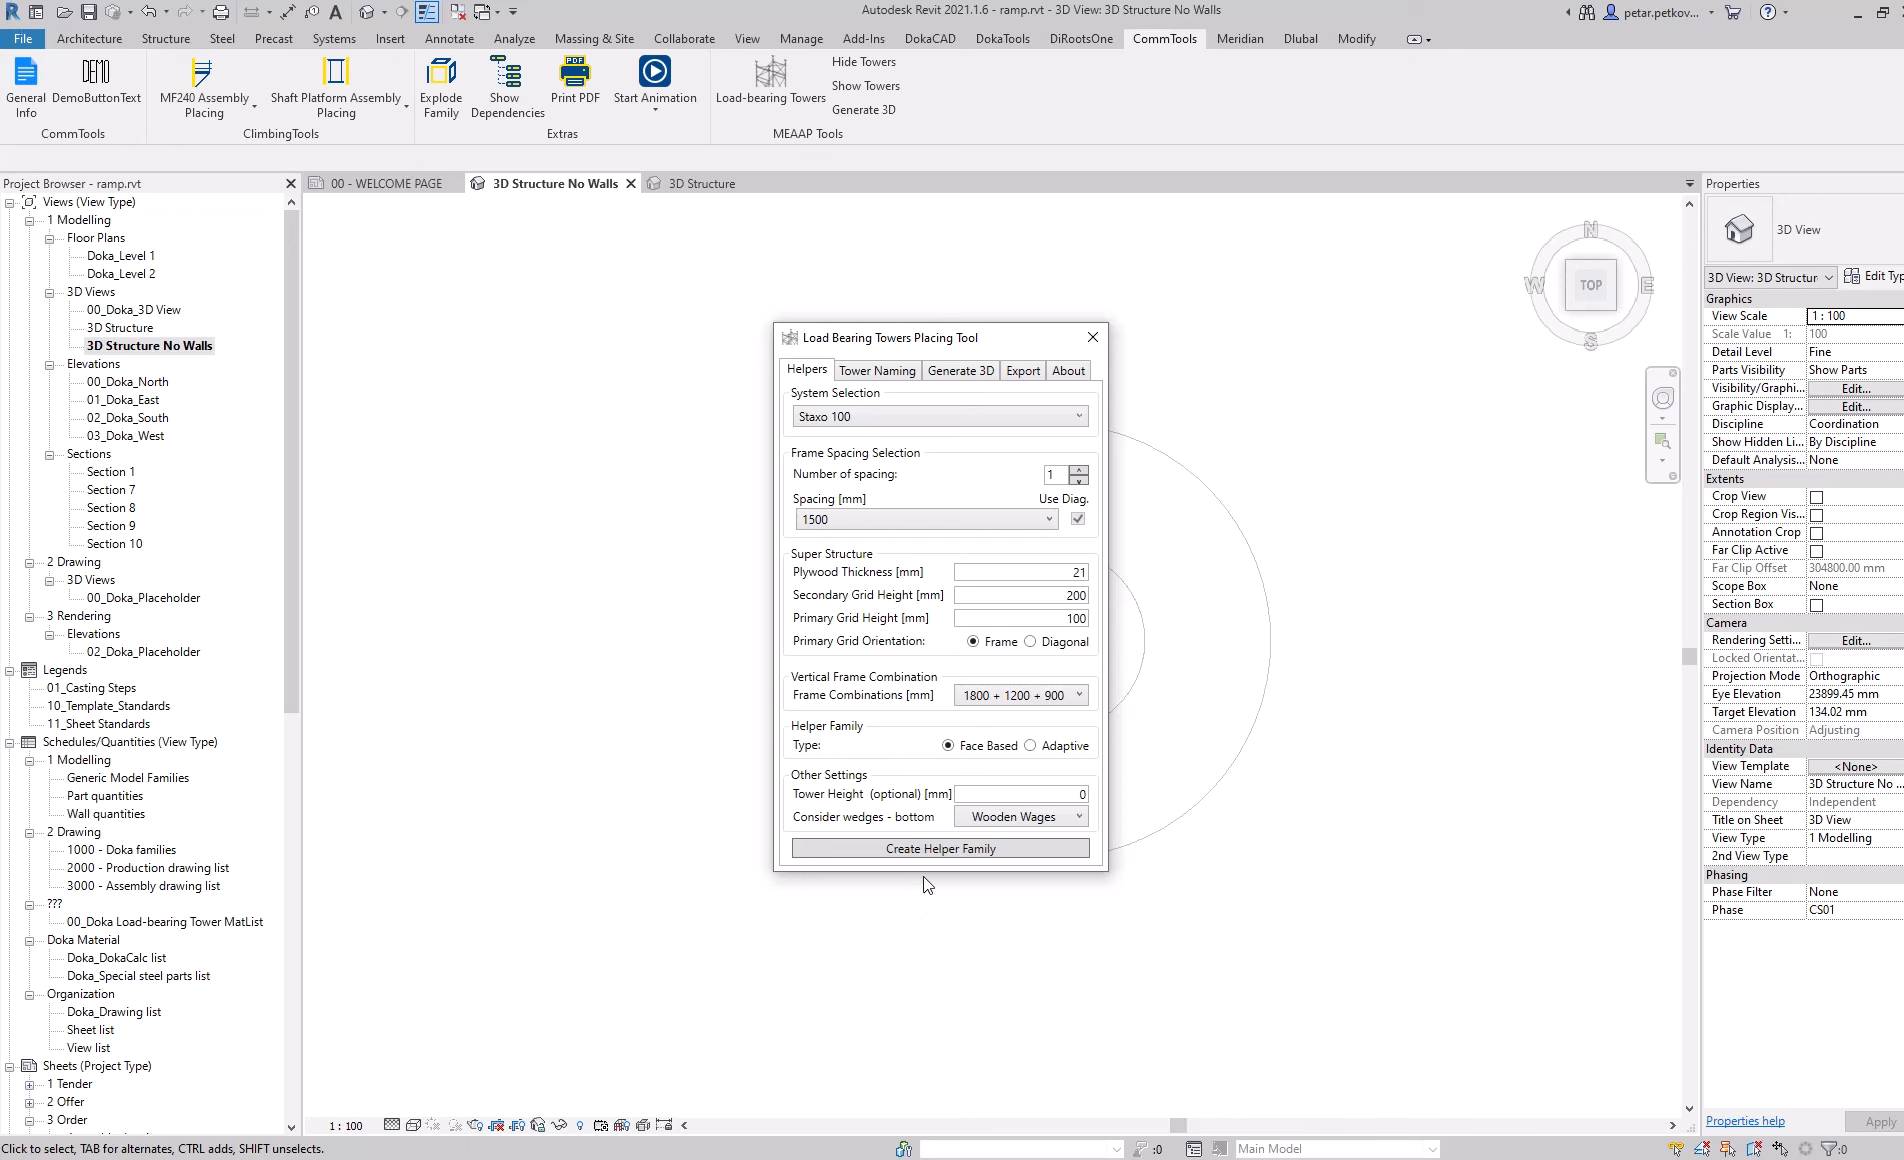 Autodesk Revit 2021.1.6 - ramp.rvt - 3D View: 3D Structure No Walls
petar.petkov...
File Architecture Structure Steel Precast Systems Insert Annotate Analyze Massing & Site Collaborate View Manage Add-Ins DokaCAD DokaTools DiRootsOne CommTools Meridian Dlubal Modify
General Info
DemoButtonText
MF240 Assembly Placing
Shaft Platform Assembly Placing
Explode Family
Show Dependencies
Print PDF
Start Animation
Load-bearing Towers
Hide Towers
Show Towers
Generate 3D
CommTools ClimbingTools Extras MEAAP Tools
Project Browser - ramp.rvt
00 - WELCOME PAGE
3D Structure No Walls
3D Structure
Views (View Type)
1 Modelling
Floor Plans
Doka_Level 1
Doka_Level 2
3D Views
00_Doka_3D View
3D Structure
3D Structure No Walls
Elevations
00_Doka_North
01_Doka_East
02_Doka_South
03_Doka_West
Sections
Section 1
Section 7
Section 8
Section 9
Section 10
2 Drawing
3D Views
00_Doka_Placeholder
3 Rendering
Elevations
02_Doka_Placeholder
Legends
01_Casting Steps
10_Template_Standards
11_Sheet Standards
Schedules/Quantities (View Type)
1 Modelling
Generic Model Families
Part quantities
Wall quantities
2 Drawing
1000 - Doka families
2000 - Production drawing list
3000 - Assembly drawing list
???
00_Doka Load-bearing Tower MatList
Doka Material
Doka_DokaCalc list
Doka_Special steel parts list
Organization
Doka_Drawing list
Sheet list
View list
Sheets (Project Type)
1 Tender
2 Offer
3 Order
Load Bearing Towers Placing Tool
Helpers Tower Naming Generate 3D Export About
System Selection
Staxo 100
Frame Spacing Selection
Number of spacing: 1
Spacing [mm] Use Diag.
1500
Super Structure
Plywood Thickness [mm] 21
Secondary Grid Height [mm] 200
Primary Grid Height [mm] 100
Primary Grid Orientation: Frame Diagonal
Vertical Frame Combination
Frame Combinations [mm] 1800 + 1200 + 900
Helper Family
Type: Face Based Adaptive
Other Settings
Tower Height (optional) [mm] 0
Consider wedges - bottom Wooden Wages
Create Helper Family
N
W TOP E
S
Properties
3D View
3D View: 3D Structur Edit Typ
Graphics
View Scale 1 : 100
Scale Value 1: 100
Detail Level Fine
Parts Visibility Show Parts
Visibility/Graphi... Edit...
Graphic Display... Edit...
Discipline Coordination
Show Hidden Li... By Discipline
Default Analysis... None
Extents
Crop View
Crop Region Vis...
Annotation Crop
Far Clip Active
Far Clip Offset 304800.00 mm
Scope Box None
Section Box
Camera
Rendering Setti... Edit...
Locked Orientat...
Projection Mode Orthographic
Eye Elevation 23899.45 mm
Target Elevation 134.02 mm
Camera Position Adjusting
Identity Data
View Template <None>
View Name 3D Structure No ...
Dependency Independent
Title on Sheet 3D View
View Type 1 Modelling
2nd View Type
Phasing
Phase Filter None
Phase CS01
Properties help Apply
1 : 100
Click to select, TAB for alternates, CTRL adds, SHIFT unselects.
:0
Main Model
:0